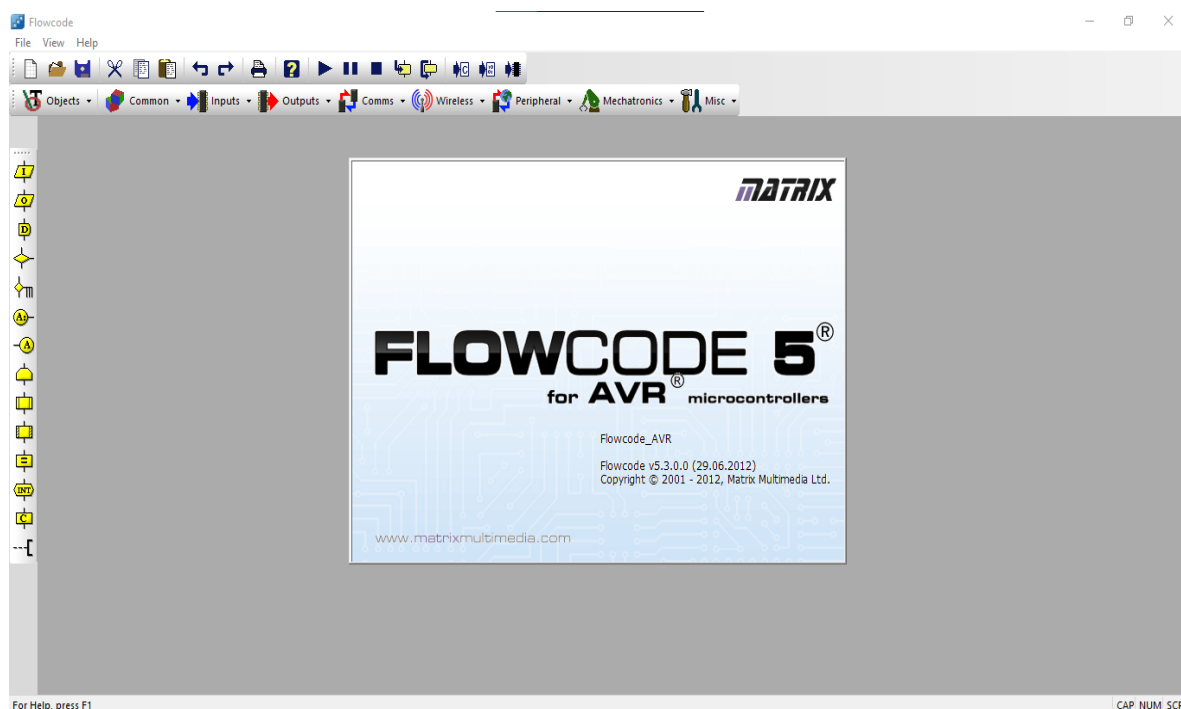 Flowcode
File View Help
Objects Common Inputs Outputs Comms Wireless Peripheral Mechatronics Misc
I
O
D
A:
A
INT
C
MATRIX
FLOWCODE 5®
for AVR® microcontrollers
Flowcode_AVR
Flowcode v5.3.0.0 (29.06.2012)
Copyright © 2001 - 2012, Matrix Multimedia Ltd.
www.matrixmultimedia.com
For Help, press F1
CAP NUM SCR